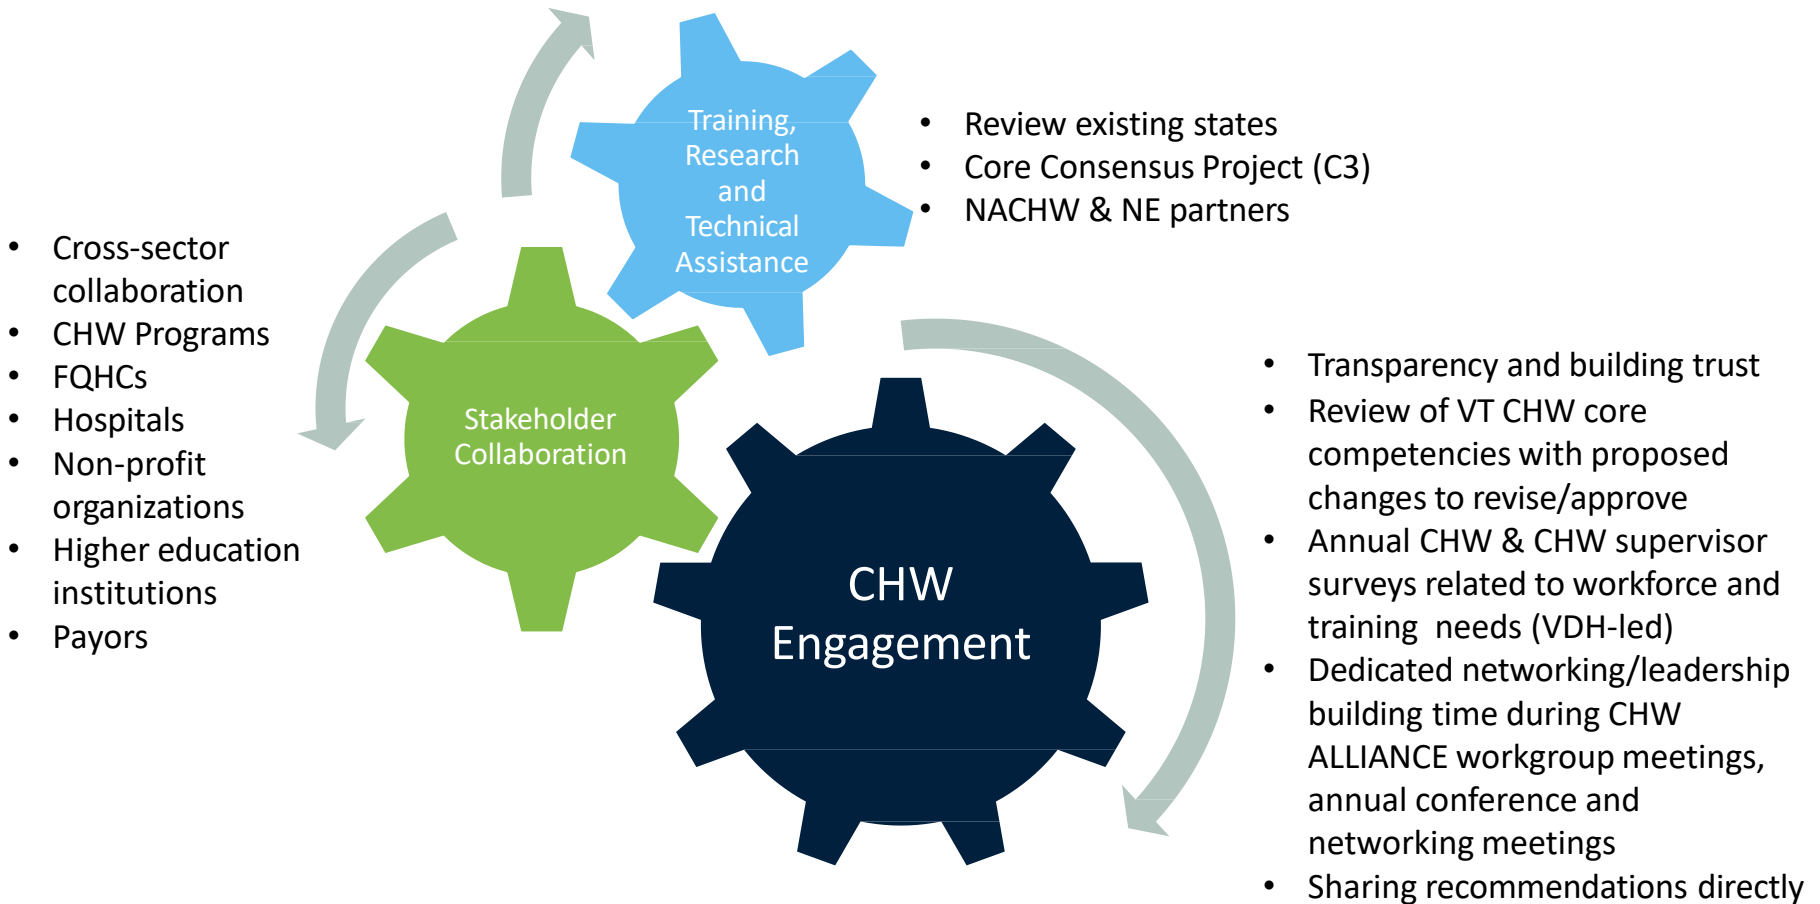 Training,
Research
and
Technical
Assistance
• Review existing states
• Core Consensus Project (C3)
• NACHW & NE partners
• Cross-sector
collaboration
• CHW Programs
• FQHCs
• Hospitals
• Non-profit
organizations
• Higher education
institutions
• Payors
Stakeholder
Collaboration
CHW
Engagement
• Transparency and building trust
• Review of VT CHW core
competencies with proposed
changes to revise/approve
• Annual CHW & CHW supervisor
surveys related to workforce and
training  needs (VDH-led)
• Dedicated networking/leadership
building time during CHW
ALLIANCE workgroup meetings,
annual conference and
networking meetings
• Sharing recommendations directly